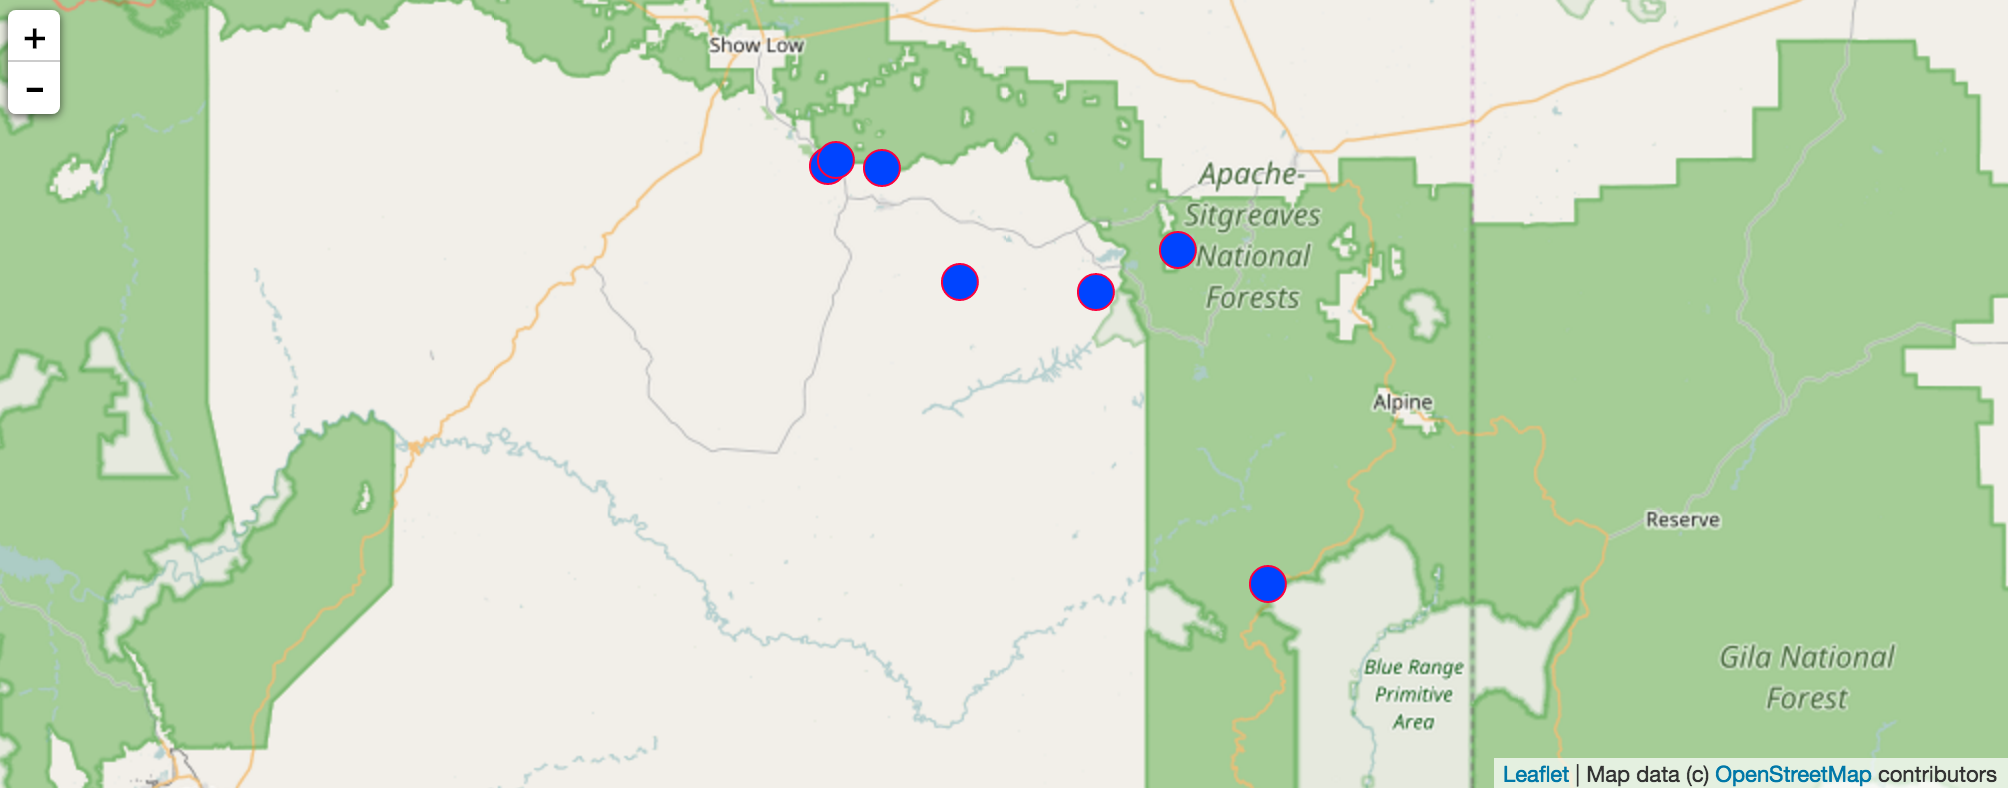 +
Show Low
-
Apache-
Sitgreaves
National
Forests
Alpine
Reserve
Gila National
Forest
Blue Range
Primitive
Area
Leaflet | Map data (c) OpenStreetMap contributors